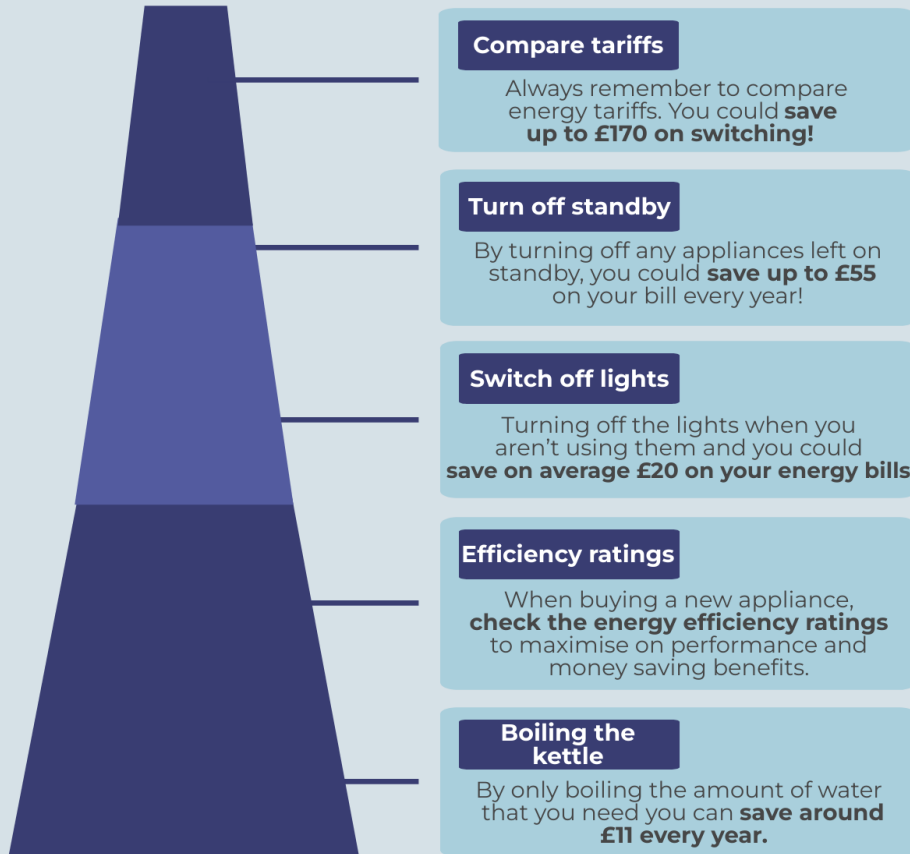 Compare tariffs
Always remember to compare
energy tariffs. You could save
up to £170 on switching!
Turn off standby
By turning off any appliances left on
standby, you could save up to £55
on your bill every year!
Switch off lights
Turning off the lights when you
aren't using them and you could
save on average £20 on your energy bills
Efficiency ratings
When buying a new appliance,
check the energy efficiency ratings
to maximise on performance and
money saving benefits.
Boiling the
kettle
By only boiling the amount of water
that you need you can save around
£11 every year.